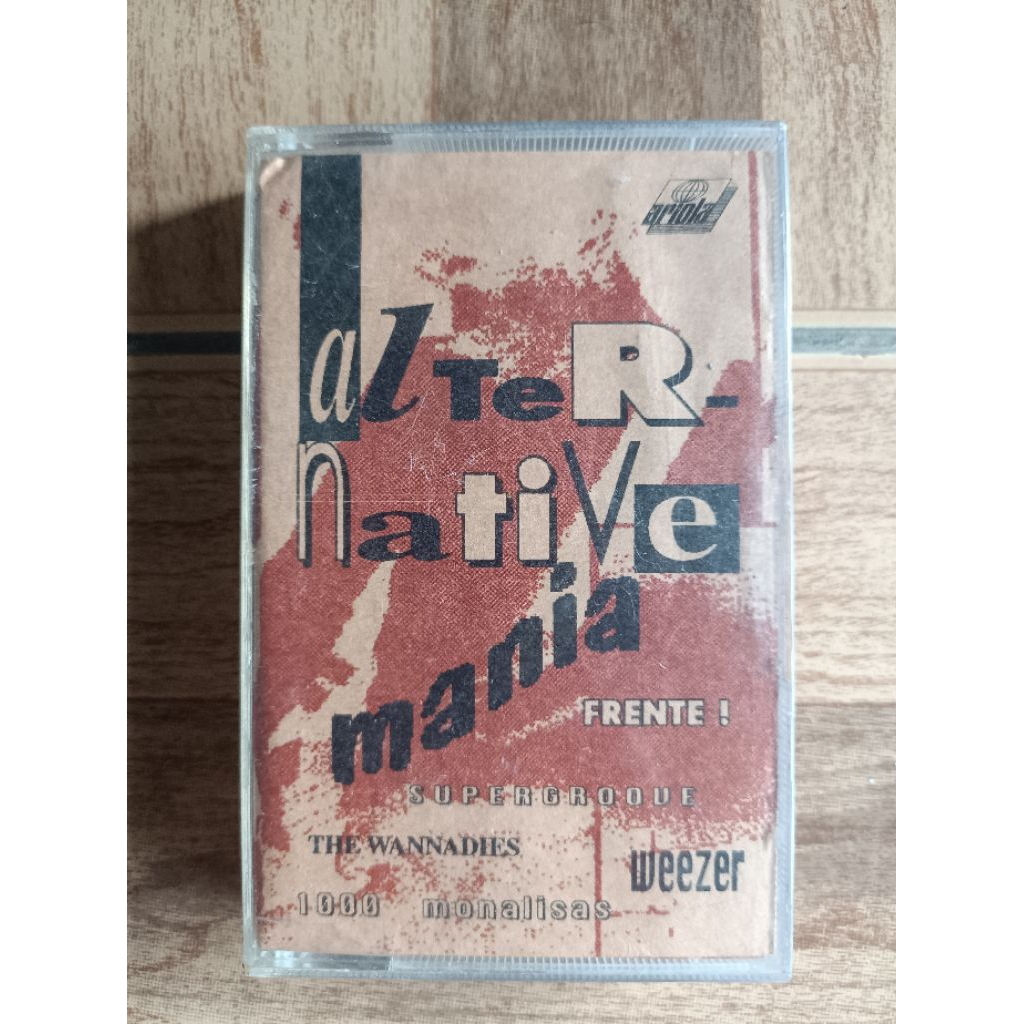 ariola
alTeR-
natiVe
mania
FRENTE !
SUPERGROOVE
THE WANNADIES
weezer
1000 monalisas